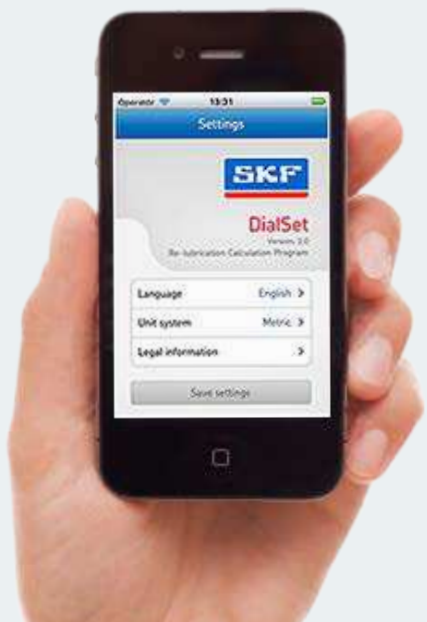 Operator 13:31
Settings
SKF
DialSet
Version 3.0
Re-lubrication Calculation Program
Language English
Unit system Metric
Legal information
Save settings